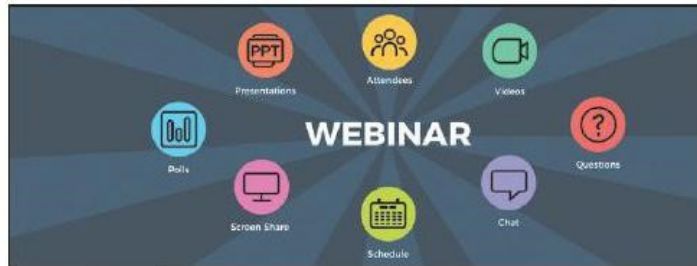 PPT
Presentations
Attendees
Videos
Polls
WEBINAR
?
Questions
Screen Share
Schedule
Chat